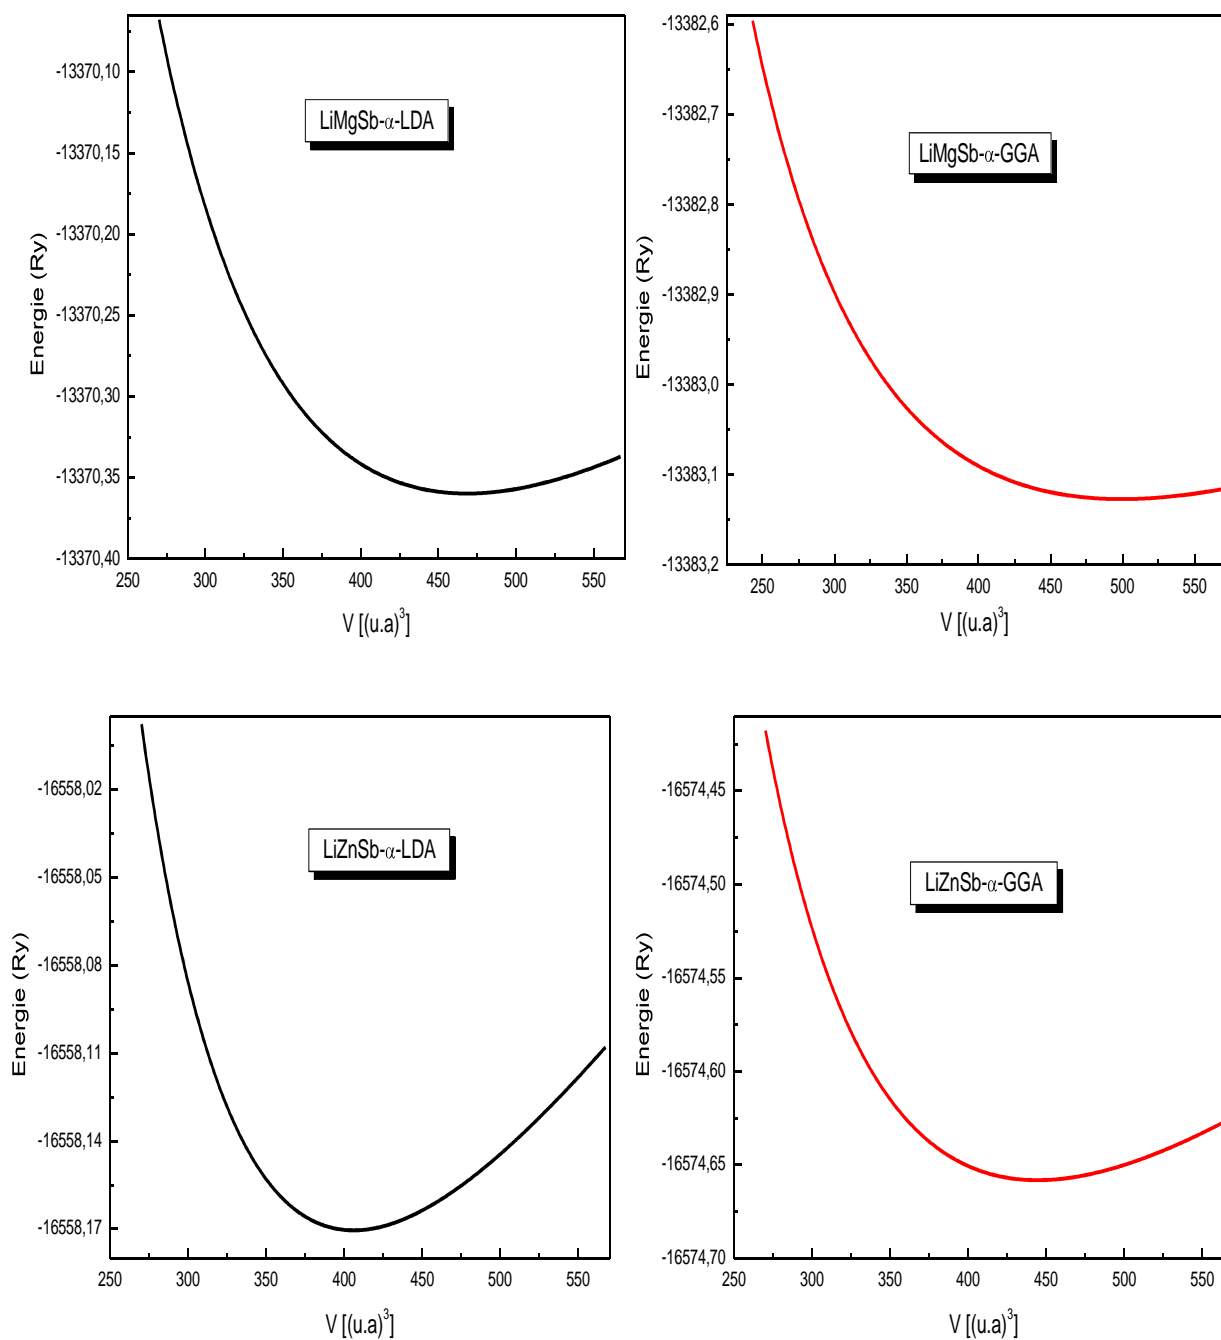 -13370,10
-13370,15
-13370,20
-13370,25
-13370,30
-13370,35
-13370,40
Energie (Ry)
LiMgSb-α-LDA
250 300 350 400 450 500 550
V [(u.a)³]
-13382,6
-13382,7
-13382,8
-13382,9
-13383,0
-13383,1
-13383,2
Energie (Ry)
LiMgSb-α-GGA
250 300 350 400 450 500 550
V [(u.a)³]
-16558,02
-16558,05
-16558,08
-16558,11
-16558,14
-16558,17
Energie (Ry)
LiZnSb-α-LDA
250 300 350 400 450 500 550
V [(u.a)³]
-16574,45
-16574,50
-16574,55
-16574,60
-16574,65
-16574,70
Energie (Ry)
LiZnSb-α-GGA
250 300 350 400 450 500 550
V [(u.a)³]